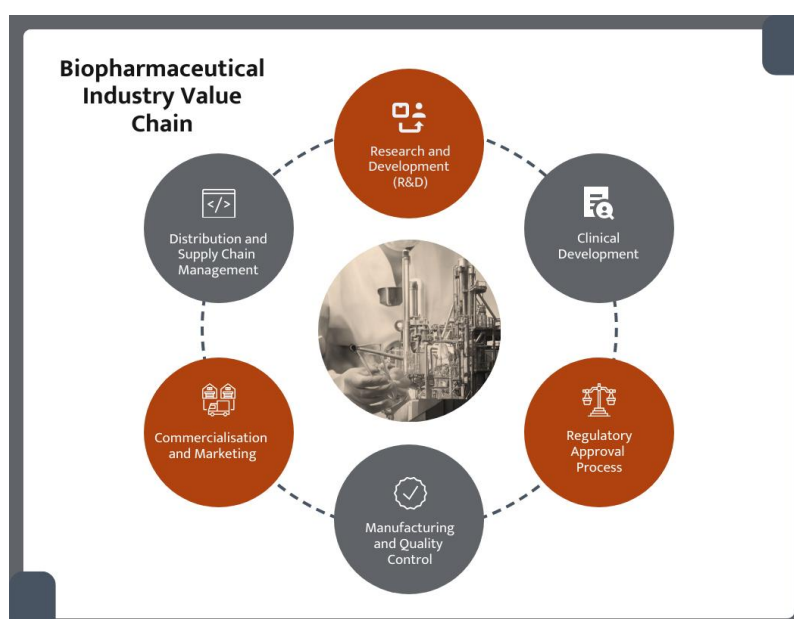 Biopharmaceutical
Industry Value
Chain
Research and
Development
(R&D)
Clinical
Development
Regulatory
Approval
Process
Manufacturing
and Quality
Control
Commercialisation
and Marketing
</>
Distribution and
Supply Chain
Management